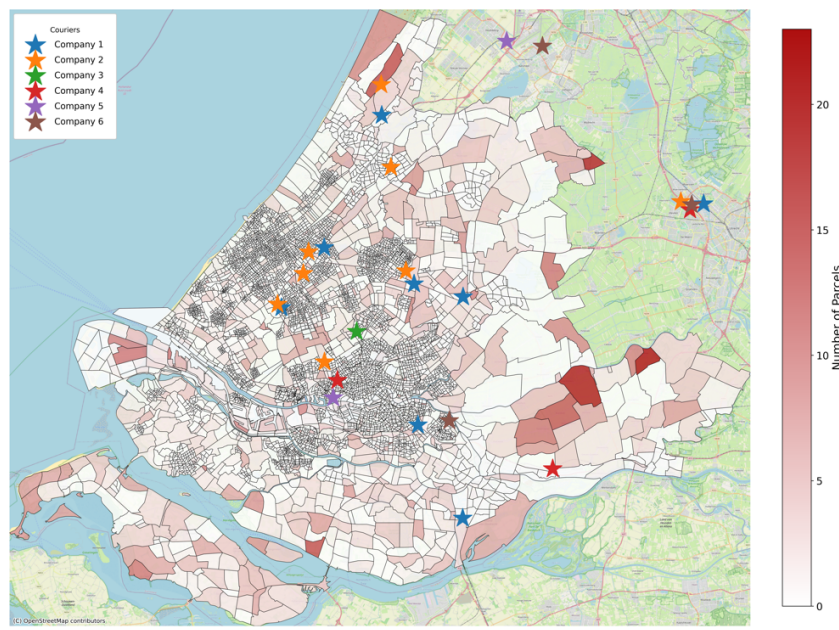 Couriers
Company 1
Company 2
Company 3
Company 4
Company 5
Company 6
20
15
10
5
0
Number of Parcels
(C) OpenStreetMap contributors